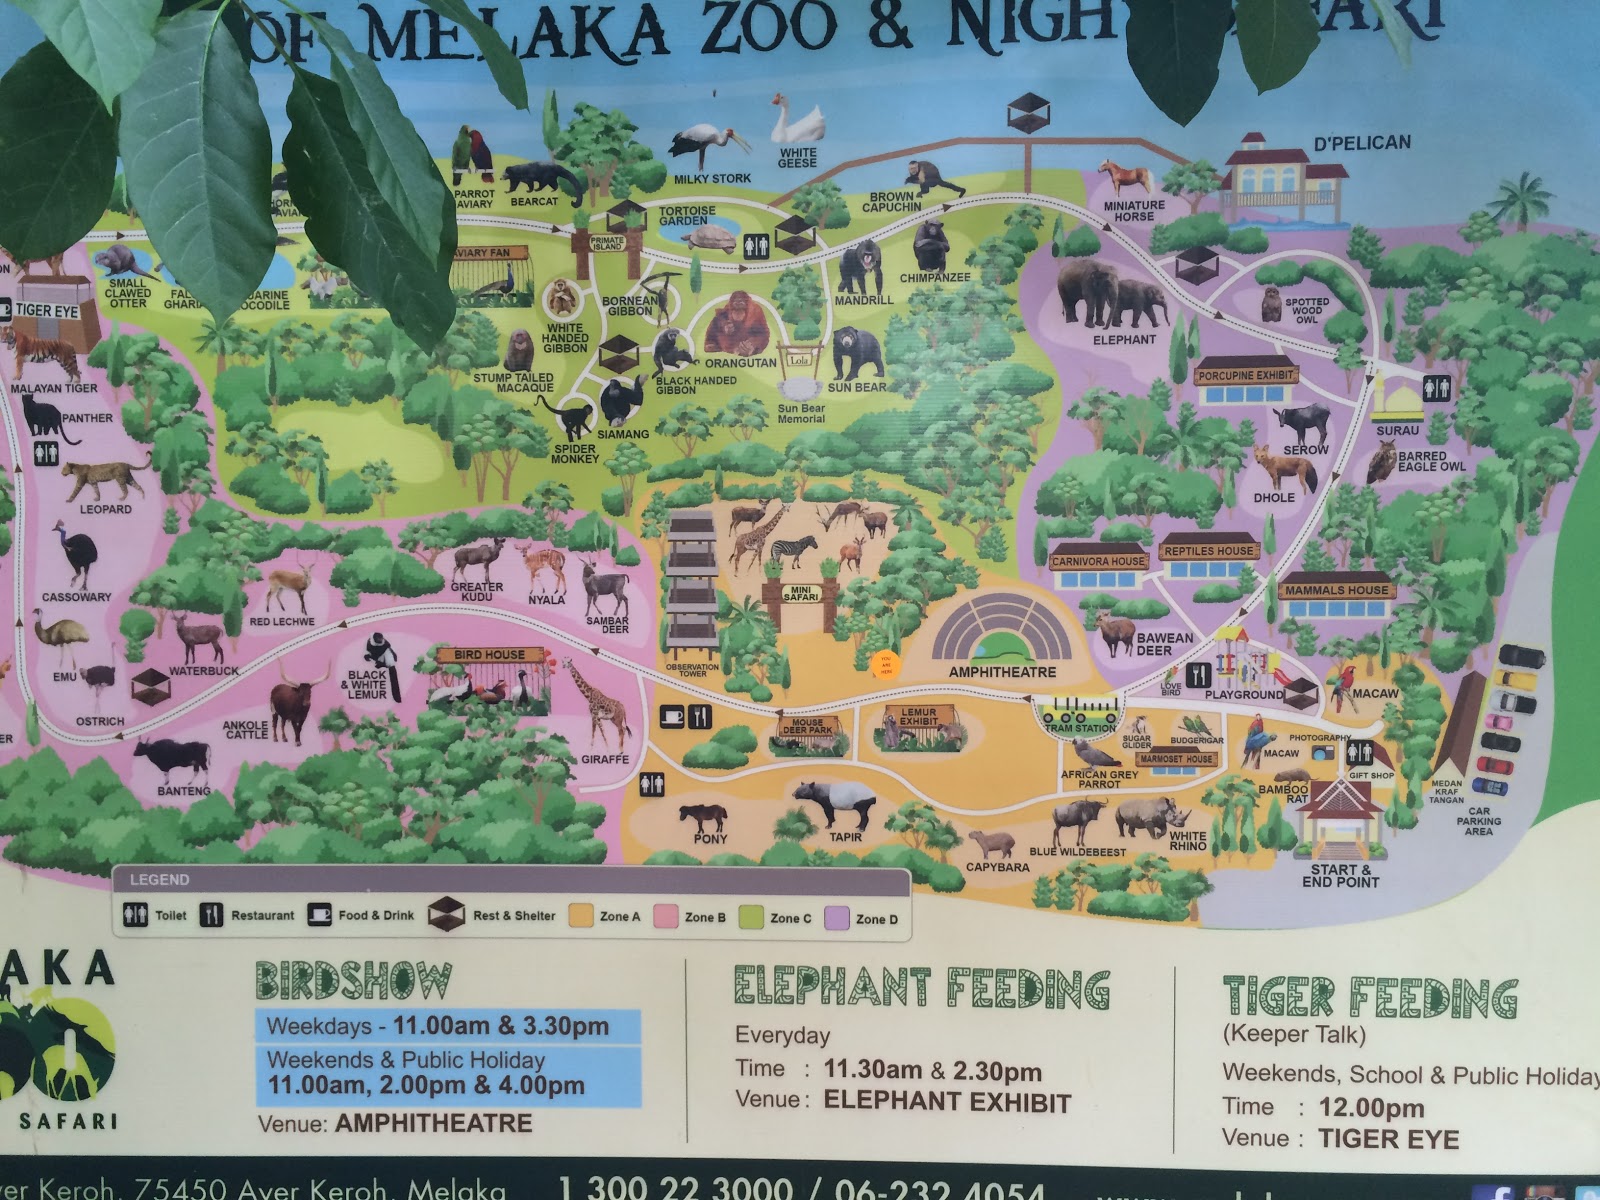 OF MELAKA ZOO & NIGH
D'PELICAN
WHITE
GEESE
MILKY STORK
PARROT
AVIARY
BEARCAT
BROWN
CAPUCHIN
MINIATURE
HORSE
TORTOISE
GARDEN
PRIMATE
ISLAND
AVIARY FAN
SMALL
CLAWED
OTTER
TIGER EYE
MALAYAN TIGER
PANTHER
LEOPARD
CASSOWARY
EMU
OSTRICH
WHITE
HANDED
GIBBON
BORNEAN
GIBBON
STUMP TAILED
MACAQUE
BLACK HANDED
GIBBON
ORANGUTAN
Lola
Sun Bear
Memorial
SUN BEAR
MANDRILL
CHIMPANZEE
SIAMANG
SPIDER
MONKEY
ELEPHANT
SPOTTED
WOOD
OWL
PORCUPINE EXHIBIT
SEROW
SURAU
BARRED
EAGLE OWL
DHOLE
CARNIVORA HOUSE
REPTILES HOUSE
MAMMALS HOUSE
BAWEAN
DEER
RED LECHWE
GREATER
KUDU
NYALA
SAMBAR
DEER
WATERBUCK
BLACK
& WHITE
LEMUR
BIRD HOUSE
ANKOLE
CATTLE
BANTENG
GIRAFFE
MINI
SAFARI
OBSERVATION
TOWER
YOU
ARE
HERE
AMPHITHEATRE
LOVE
BIRD
PLAYGROUND
MACAW
MOUSE
DEER PARK
LEMUR
EXHIBIT
TRAM STATION
SUGAR
GLIDER
BUDGERIGAR
MARMOSET HOUSE
AFRICAN GREY
PARROT
MACAW
PHOTOGRAPHY
GIFT SHOP
BAMBOO
RAT
MEDAN
KRAF
TANGAN
CAR
PARKING
AREA
PONY
TAPIR
CAPYBARA
BLUE WILDEBEEST
WHITE
RHINO
START &
END POINT
LEGEND
Toilet Restaurant Food & Drink Rest & Shelter Zone A Zone B Zone C Zone D
AKA
SAFARI
BIRDSHOW
Weekdays - 11.00am & 3.30pm
Weekends & Public Holiday
11.00am, 2.00pm & 4.00pm
Venue: AMPHITHEATRE
ELEPHANT FEEDING
Everyday
Time : 11.30am & 2.30pm
Venue : ELEPHANT EXHIBIT
TIGER FEEDING
(Keeper Talk)
Weekends, School & Public Holiday
Time : 12.00pm
Venue : TIGER EYE
Keroh, 75450 Ayer Keroh, Melaka 1 300 22 3000 / 06-232 4054